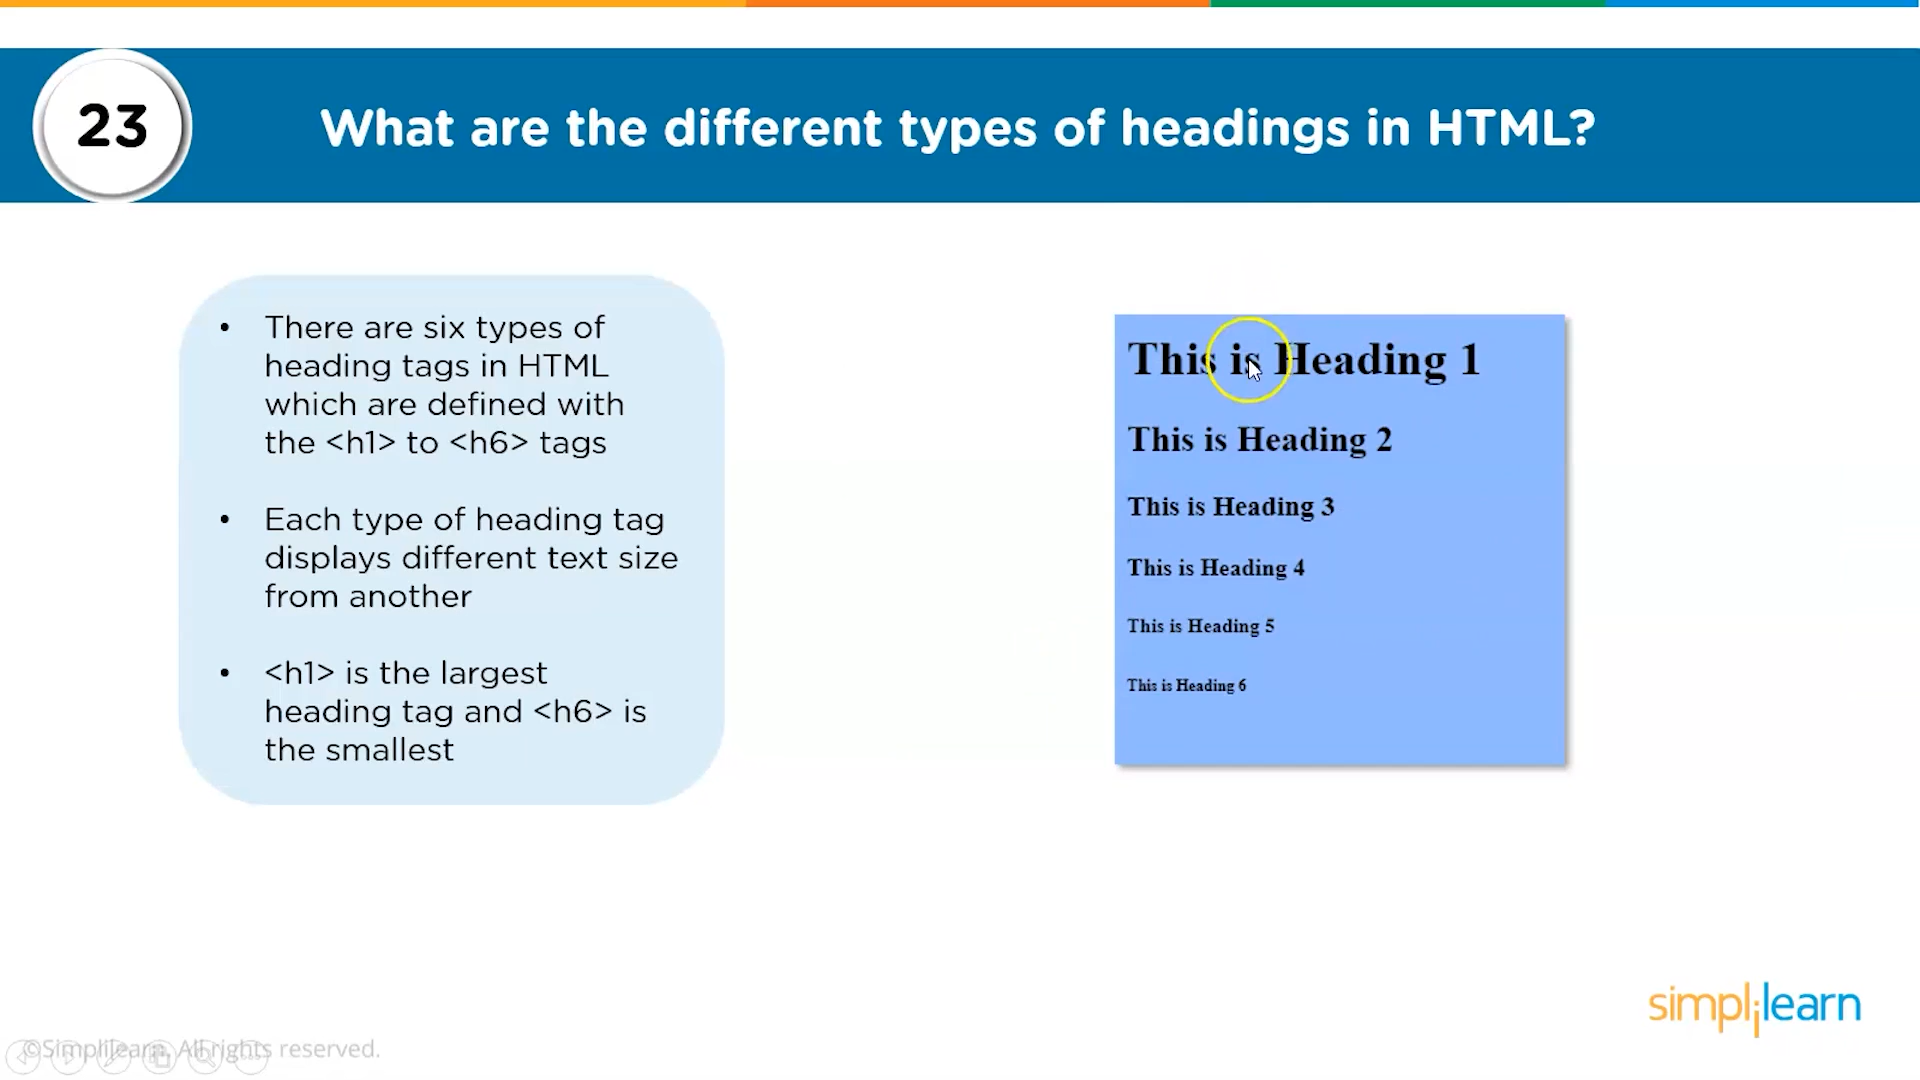 23
What are the different types of headings in HTML?
• There are six types of
heading tags in HTML
which are defined with
the <h1> to <h6> tags
• Each type of heading tag
displays different text size
from another
• <h1> is the largest
heading tag and <h6> is
the smallest
This is Heading 1
This is Heading 2
This is Heading 3
This is Heading 4
This is Heading 5
This is Heading 6
simplilearn
©Simplilearn. All rights reserved.